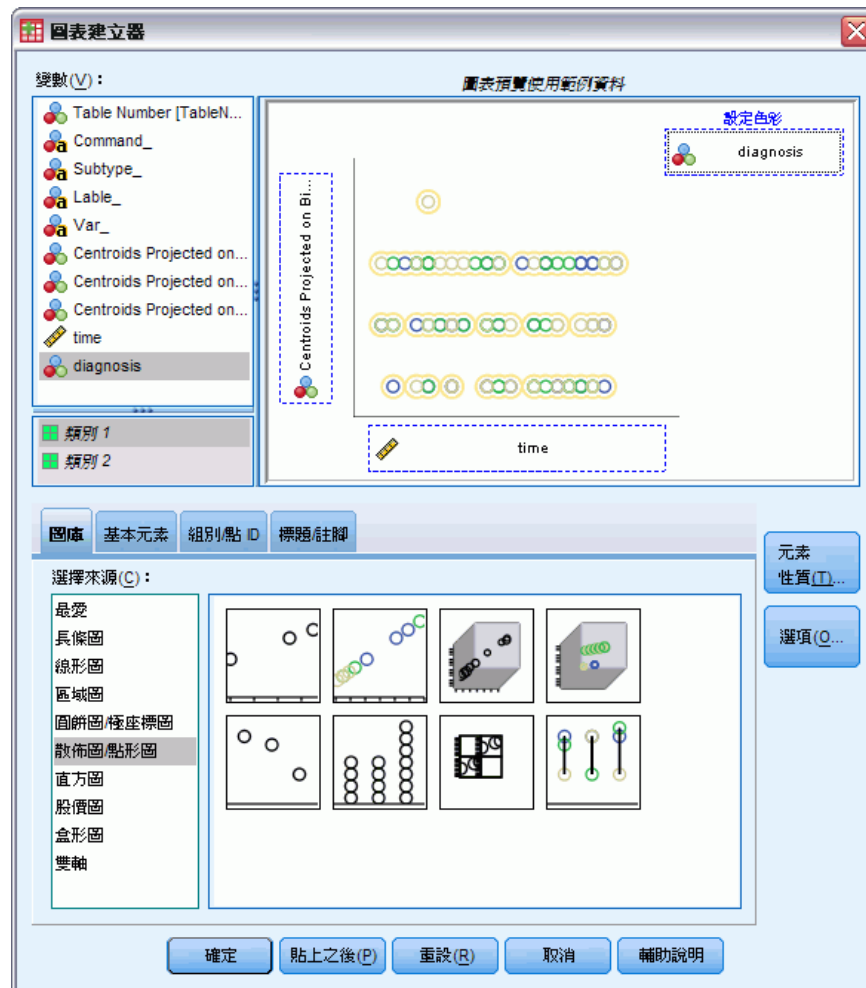 圖表建立器
變數(V)：
Table Number [TableN...
Command_
Subtype_
Lable_
Var_
Centroids Projected on...
Centroids Projected on...
Centroids Projected on...
time
diagnosis
類別 1
類別 2
圖表預覽使用範例資料
設定色彩
diagnosis
Centroids Projected on Bi...
time
圖庫
基本元素
組別/點 ID
標題/註腳
選擇來源(C)：
最愛
長條圖
線形圖
區域圖
圓餅圖/極座標圖
散佈圖/點形圖
直方圖
股價圖
盒形圖
雙軸
元素
性質(T)...
選項(O...
確定
貼上之後(P)
重設(R)
取消
輔助說明